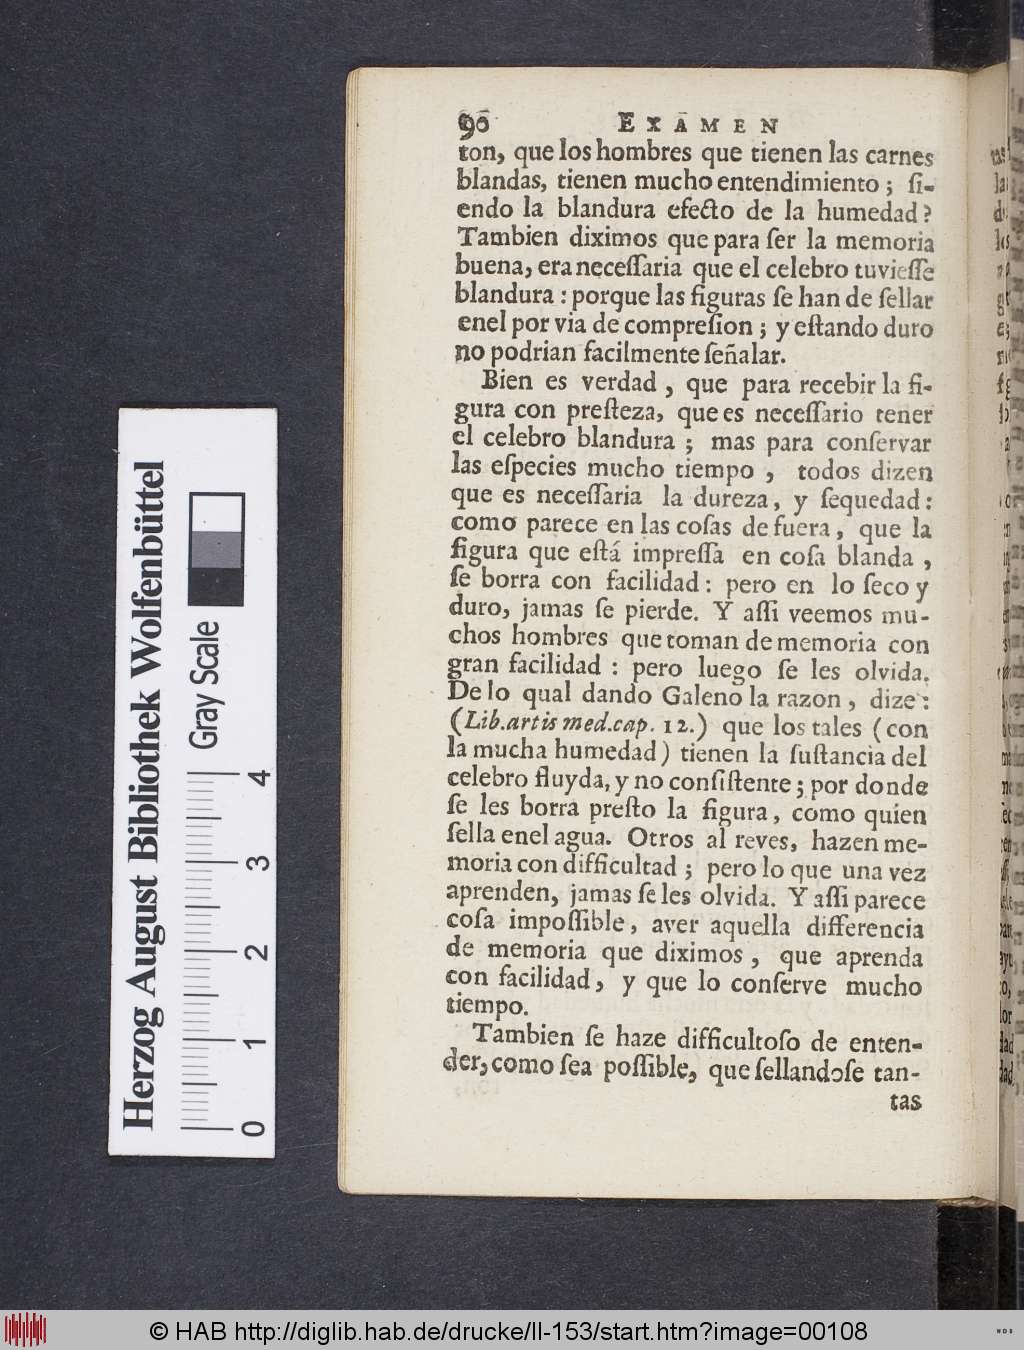 90 EXAMEN
ton, que los hombres que tienen las carnes
blandas, tienen mucho entendimiento; ſi-
endo la blandura efecto de la humedad?
Tambien diximos que para ſer la memoria
buena, era neceſſaria que el celebro tuvieſſe
blandura: porque las figuras ſe han de ſellar
enel por via de compreſion; y eſtando duro
no podrian facilmente ſeñalar.
Bien es verdad, que para recebir la fi-
gura con preſteza, que es neceſſario tener
el celebro blandura; mas para conſervar
las eſpecies mucho tiempo, todos dizen
que es neceſſaria la dureza, y ſequedad:
como parece en las coſas de fuera, que la
figura que eſtá impreſſa en coſa blanda,
ſe borra con facilidad: pero en lo ſeco y
duro, jamas ſe pierde. Y aſſi veemos mu-
chos hombres que toman de memoria con
gran facilidad: pero luego ſe les olvida.
De lo qual dando Galeno la razon, dize:
(Lib.artis med.cap. 12.) que los tales (con
la mucha humedad) tienen la ſuſtancia del
celebro fluyda, y no conſiſtente; por donde
ſe les borra preſto la figura, como quien
ſella enel agua. Otros al reves, hazen me-
moria con difficultad; pero lo que una vez
aprenden, jamas ſe les olvida. Y aſſi parece
coſa impoſſible, aver aquella differencia
de memoria que diximos, que aprenda
con facilidad, y que lo conſerve mucho
tiempo.
Tambien ſe haze difficultoſo de enten-
der, como ſea poſſible, que ſellandoſe tan-
tas
Herzog August Bibliothek Wolfenbüttel
Gray Scale
0 1 2 3 4
© HAB http://diglib.hab.de/drucke/ll-153/start.htm?image=00108